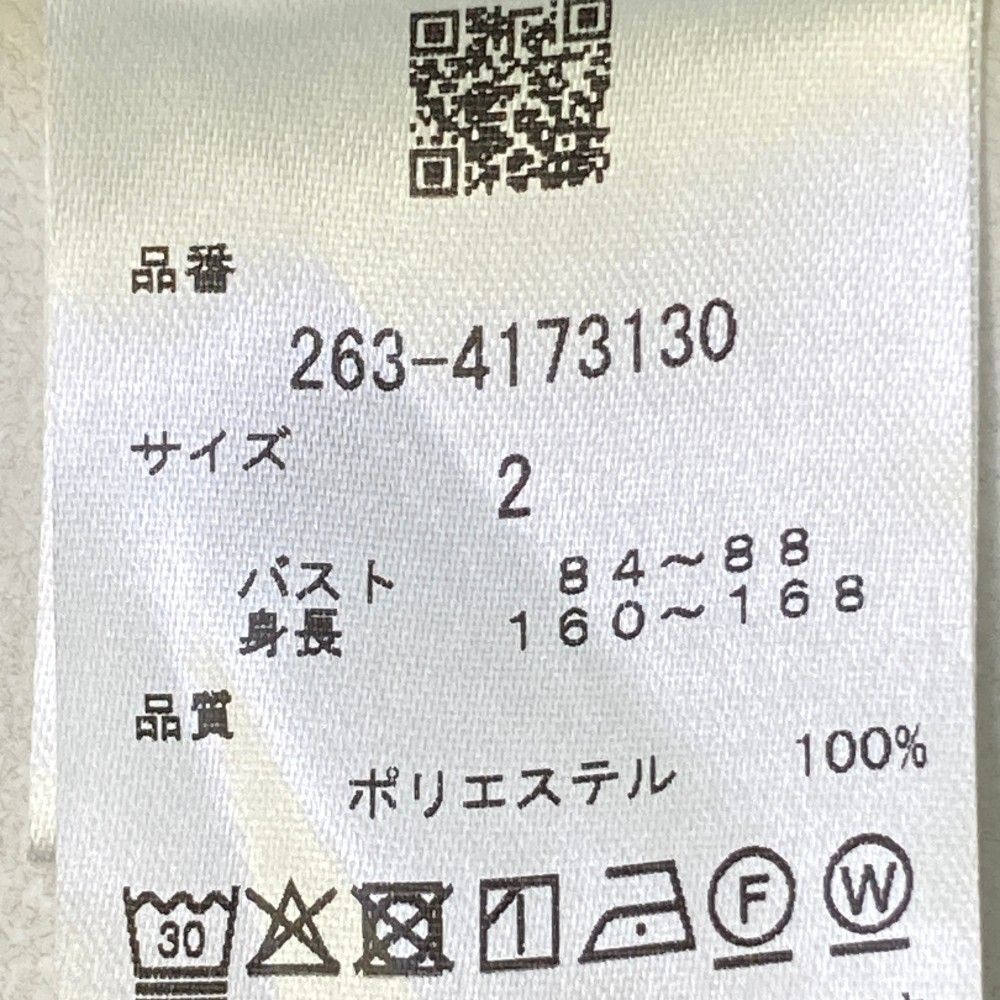 品番
263-4173130
サイズ
2
バスト 84～88
身長 160～168
品質
ポリエステル 100%
30 F W